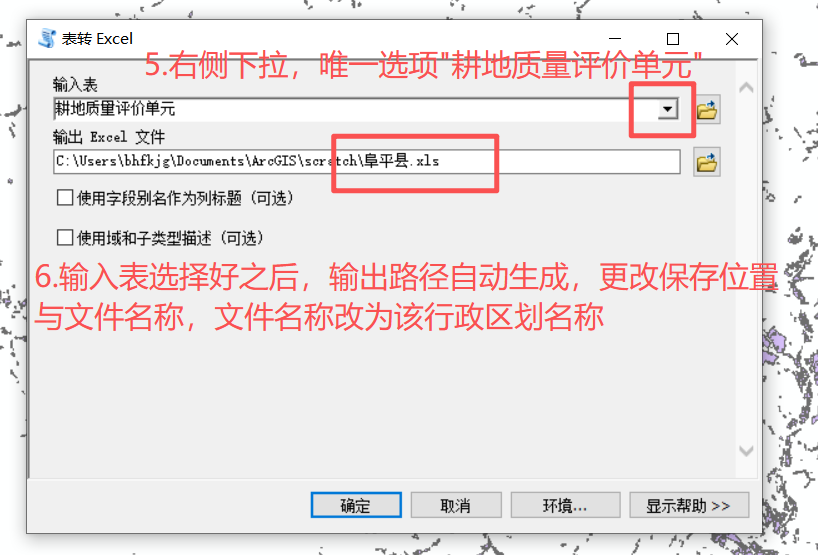 表转 Excel
5.右侧下拉，唯一选项"耕地质量评价单元"
输入表
耕地质量评价单元
输出 Excel 文件
C:\Users\bhfkjg\Documents\ArcGIS\scratch\阜平县.xls
使用字段别名作为列标题 (可选)
使用域和子类型描述 (可选)
6.输入表选择好之后，输出路径自动生成，更改保存位置
与文件名称，文件名称改为该行政区划名称
确定
取消
环境...
显示帮助 >>